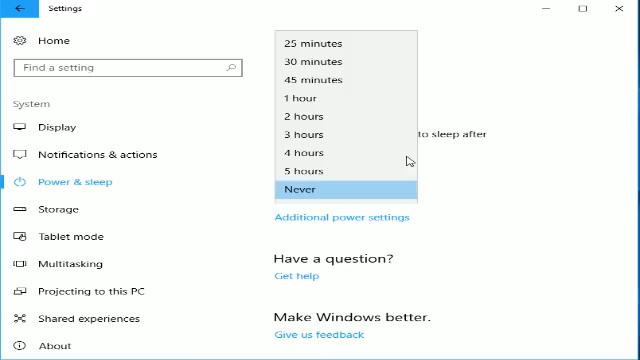 Settings
Home
Find a setting
System
Display
Notifications & actions
Power & sleep
Storage
Tablet mode
Multitasking
Projecting to this PC
Shared experiences
About
25 minutes
30 minutes
45 minutes
1 hour
2 hours
3 hours
to sleep after
4 hours
5 hours
Never
Additional power settings
Have a question?
Get help
Make Windows better.
Give us feedback